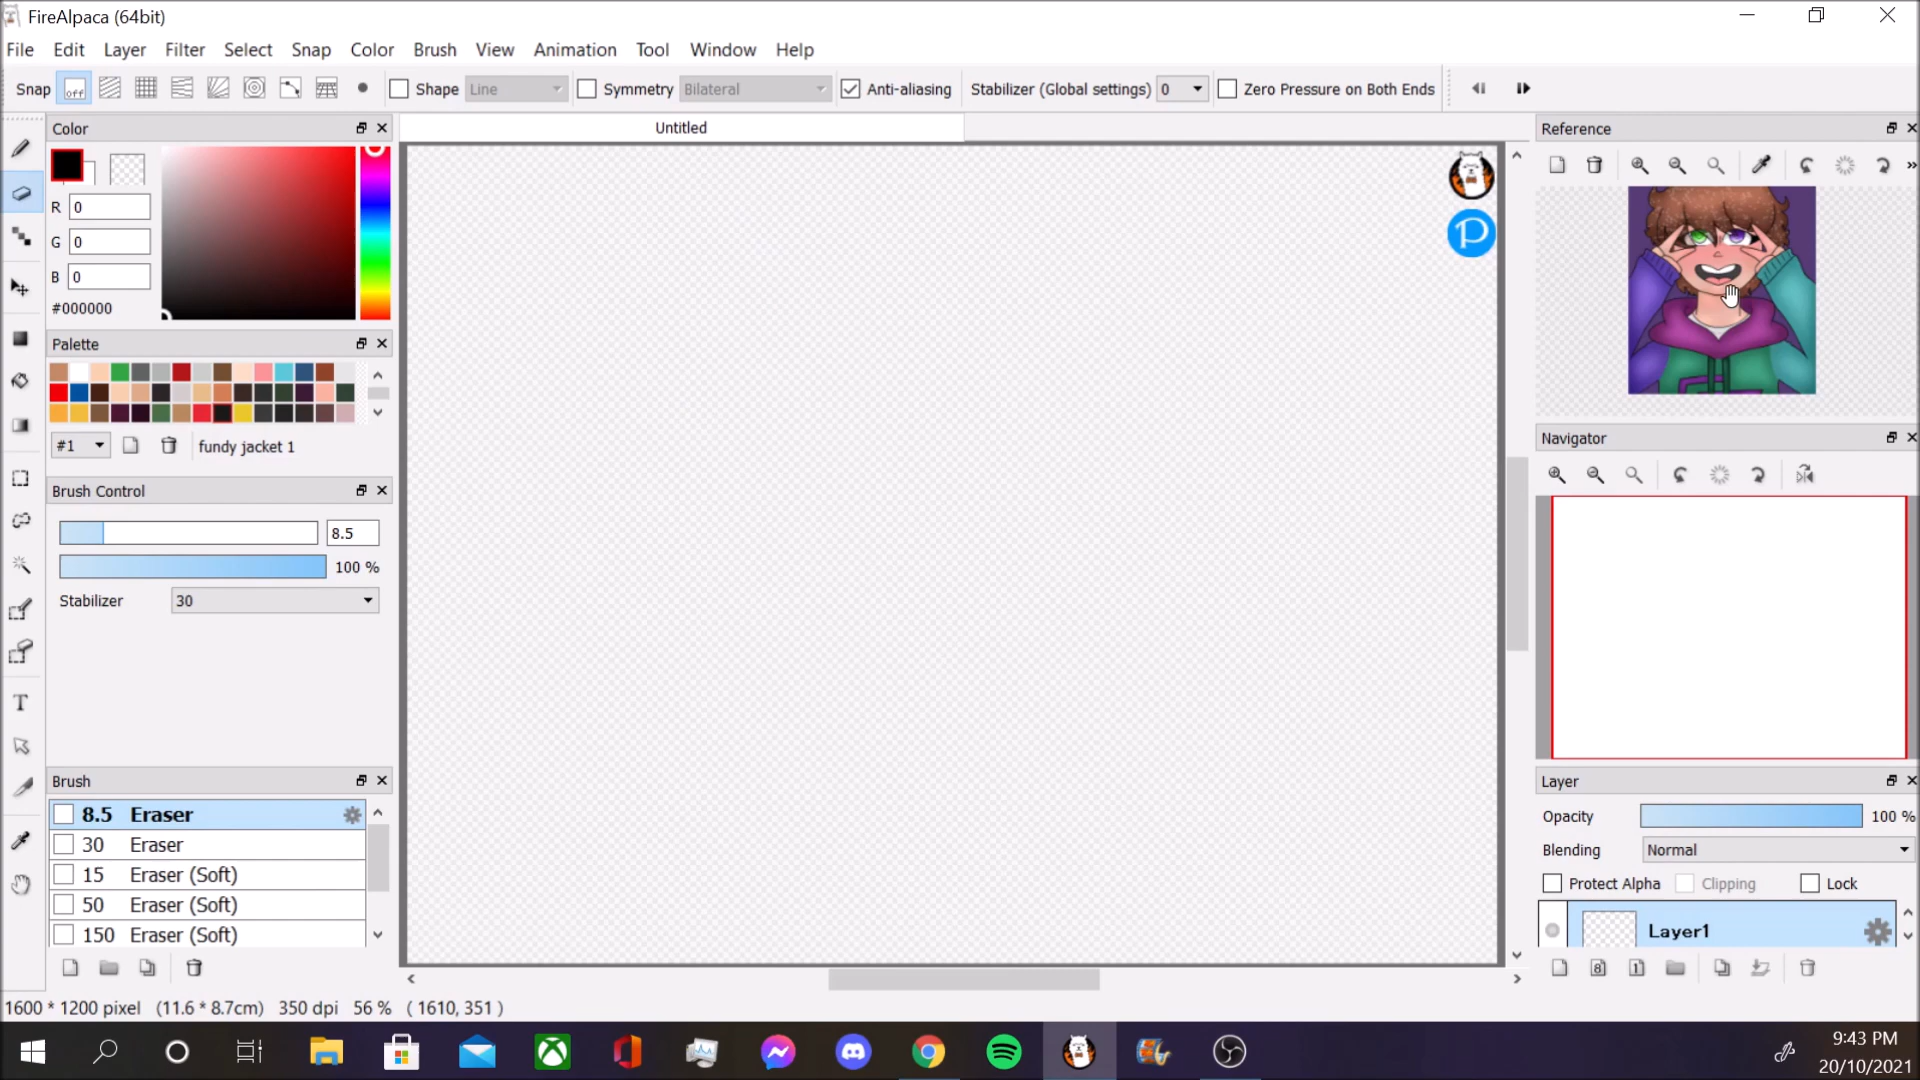 FireAlpaca (64bit)
File Edit Layer Filter Select Snap Color Brush View Animation Tool Window Help
Snap off Shape Line Symmetry Bilateral Anti-aliasing Stabilizer (Global settings) 0 Zero Pressure on Both Ends
Color
Untitled
Reference
R 0
G 0
B 0
#000000
P
Palette
#1 fundy jacket 1
Navigator
Brush Control
8.5
100 %
Stabilizer 30
T
Brush
8.5 Eraser
30 Eraser
15 Eraser (Soft)
50 Eraser (Soft)
150 Eraser (Soft)
Layer
Opacity 100 %
Blending Normal
Protect Alpha Clipping Lock
Layer1
8 1
1600 * 1200 pixel (11.6 * 8.7cm) 350 dpi 56 % ( 1610, 351 )
9:43 PM
20/10/2021